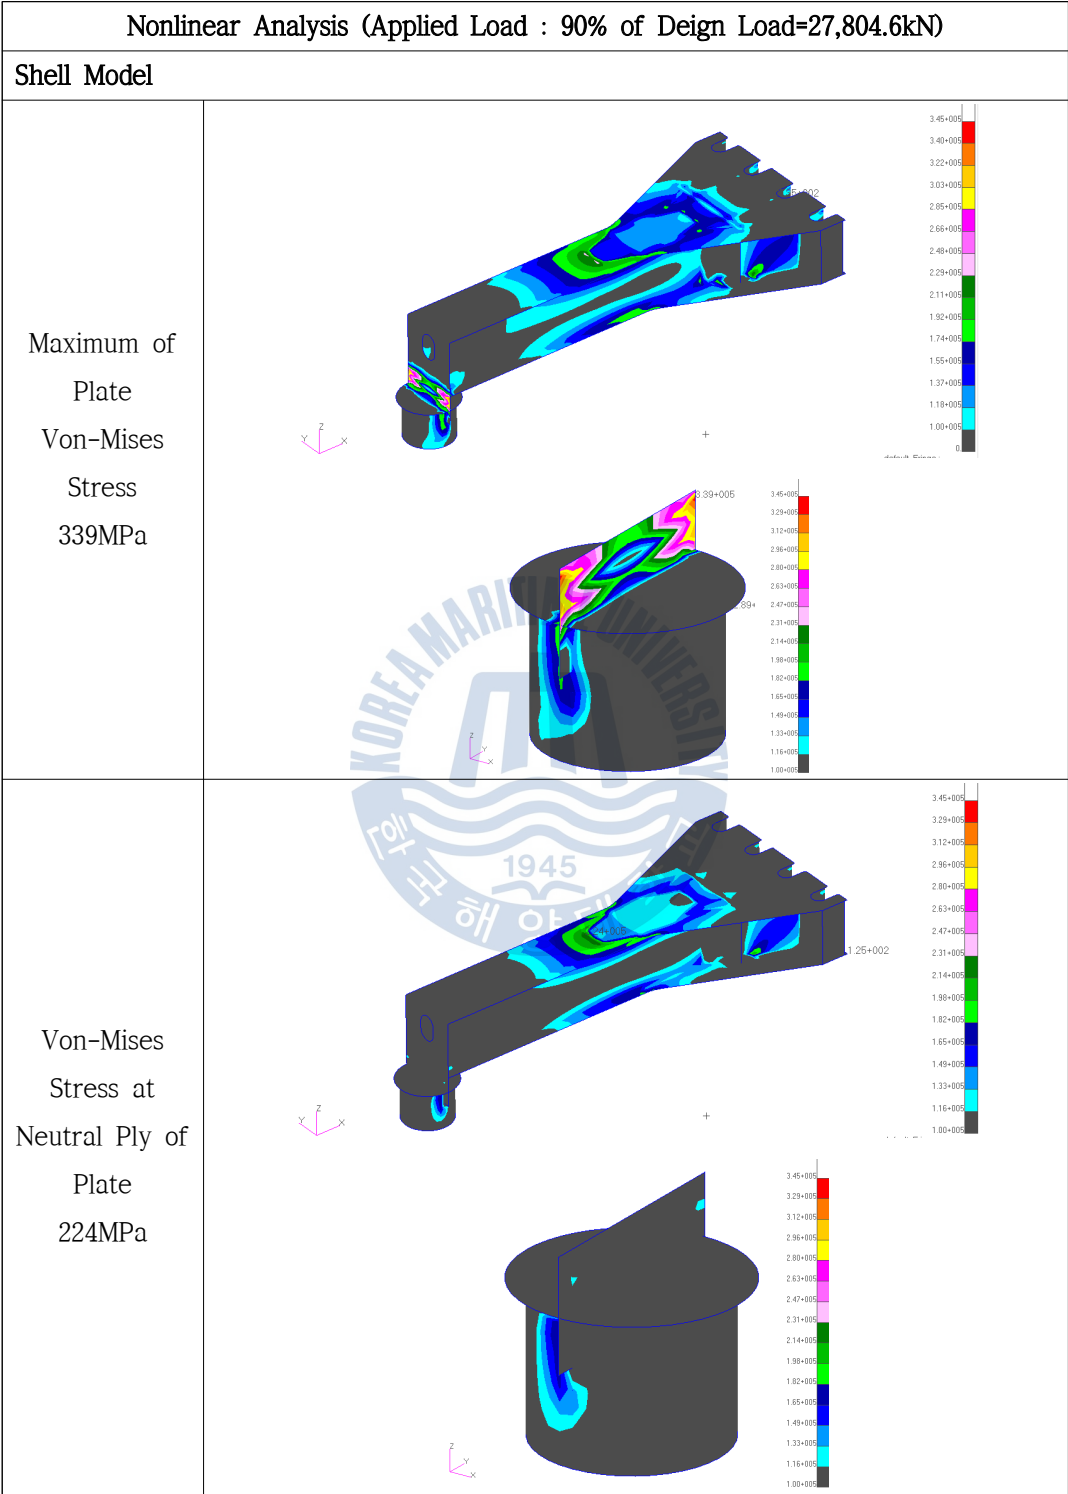 Nonlinear Analysis (Applied Load : 90% of Deign Load=27,804.6kN)
Shell Model
Maximum of
Plate
Von-Mises
Stress
339MPa
3.45+005
3.40+005
3.22+005
3.03+005
2.85+005
2.66+005
2.48+005
2.29+005
2.11+005
1.92+005
1.74+005
1.55+005
1.37+005
1.18+005
1.00+005
0.
Z
Y
X
3.39+005
3.45+005
3.29+005
3.12+005
2.96+005
2.80+005
2.63+005
2.47+005
2.31+005
2.14+005
1.98+005
1.82+005
1.65+005
1.49+005
1.33+005
1.16+005
1.00+005
Z
Y
X
KOREA MARITIME UNIVERSITY
1945
Von-Mises
Stress at
Neutral Ply of
Plate
224MPa
3.45+005
3.29+005
3.12+005
2.96+005
2.80+005
2.63+005
2.47+005
2.31+005
2.14+005
1.98+005
1.82+005
1.65+005
1.49+005
1.33+005
1.16+005
1.00+005
1.25+002
Z
Y
X
3.45+005
3.29+005
3.12+005
2.96+005
2.80+005
2.63+005
2.47+005
2.31+005
2.14+005
1.98+005
1.82+005
1.65+005
1.49+005
1.33+005
1.16+005
1.00+005
Z
Y
X